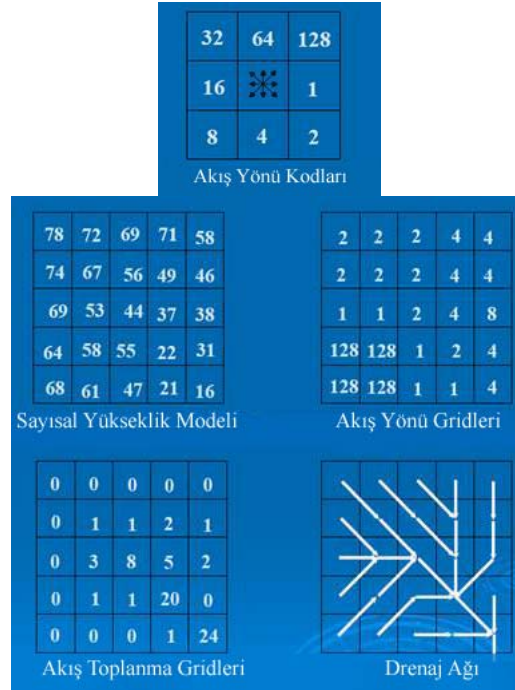 32 64 128
16 1
8 4 2
Akış Yönü Kodları
78 72 69 71 58
74 67 56 49 46
69 53 44 37 38
64 58 55 22 31
68 61 47 21 16
Sayısal Yükseklik Modeli
2 2 2 4 4
2 2 2 4 4
1 1 2 4 8
128 128 1 2 4
128 128 1 1 4
Akış Yönü Gridleri
0 0 0 0 0
0 1 1 2 1
0 3 8 5 2
0 1 1 20 0
0 0 0 1 24
Akış Toplanma Gridleri
Drenaj Ağı